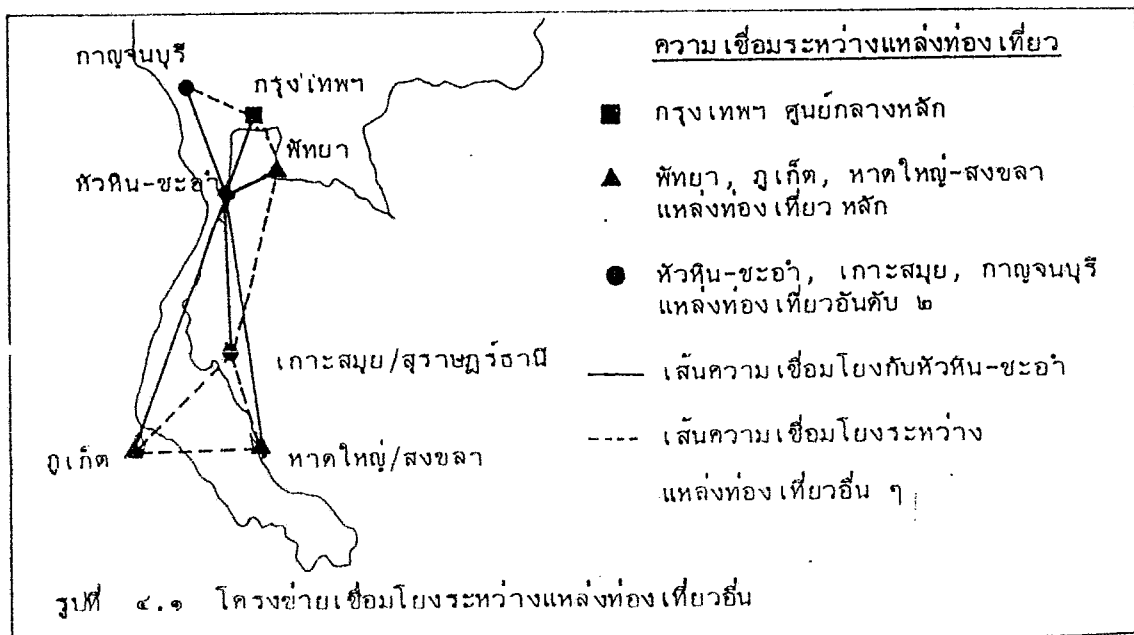 กาญจนบุรี
กรุงเทพฯ
พัทยา
หัวหิน-ชะอำ
เกาะสมุย/สุราษฎร์ธานี
ภูเก็ต
หาดใหญ่/สงขลา
ความเชื่อมระหว่างแหล่งท่องเที่ยว
กรุงเทพฯ ศูนย์กลางหลัก
พัทยา, ภูเก็ต, หาดใหญ่-สงขลา
แหล่งท่องเที่ยวหลัก
หัวหิน-ชะอำ, เกาะสมุย, กาญจนบุรี
แหล่งท่องเที่ยวอันดับ ๒
เส้นความเชื่อมโยงกับหัวหิน-ชะอำ
เส้นความเชื่อมโยงระหว่าง
แหล่งท่องเที่ยวอื่น ๆ
รูปที่ ๔.๑ โครงข่ายเชื่อมโยงระหว่างแหล่งท่องเที่ยวอื่น